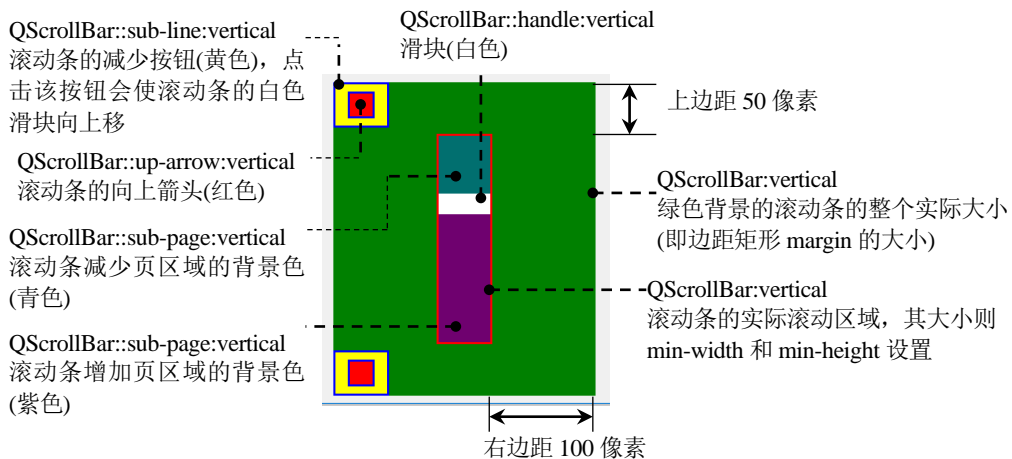 QScrollBar::sub-line:vertical
滚动条的减少按钮(黄色)，点
击该按钮会使滚动条的白色
滑块向上移
QScrollBar::up-arrow:vertical
滚动条的向上箭头(红色)
QScrollBar::sub-page:vertical
滚动条减少页区域的背景色
(青色)
QScrollBar::sub-page:vertical
滚动条增加页区域的背景色
(紫色)
QScrollBar::handle:vertical
滑块(白色)
上边距 50 像素
QScrollBar:vertical
绿色背景的滚动条的整个实际大小
(即边距矩形 margin 的大小)
QScrollBar:vertical
滚动条的实际滚动区域，其大小则
min-width 和 min-height 设置
右边距 100 像素